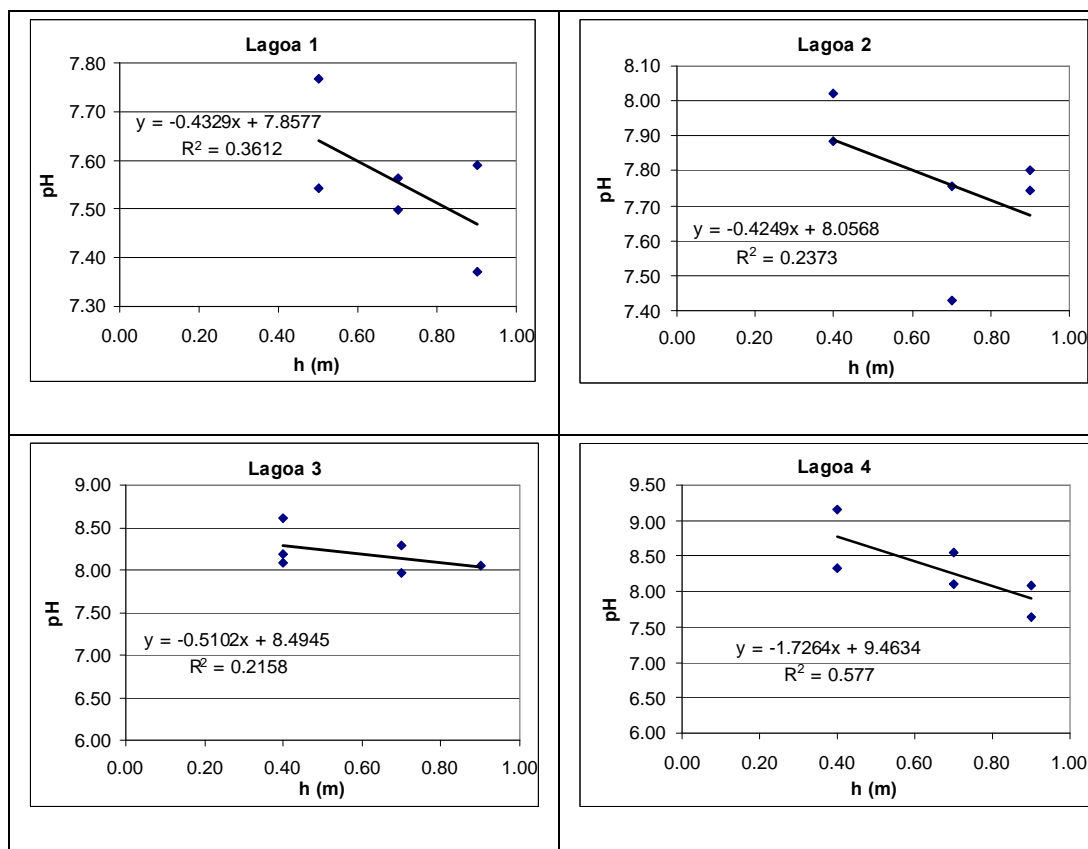 Lagoa 1
7.80
7.70
7.60
7.50
7.40
7.30
pH
y = -0.4329x + 7.8577
R² = 0.3612
0.00 0.20 0.40 0.60 0.80 1.00
h (m)
Lagoa 2
8.10
8.00
7.90
7.80
7.70
7.60
7.50
7.40
pH
y = -0.4249x + 8.0568
R² = 0.2373
0.00 0.20 0.40 0.60 0.80 1.00
h (m)
Lagoa 3
9.00
8.50
8.00
7.50
7.00
6.50
6.00
pH
y = -0.5102x + 8.4945
R² = 0.2158
0.00 0.20 0.40 0.60 0.80 1.00
h (m)
Lagoa 4
9.50
9.00
8.50
8.00
7.50
7.00
6.50
6.00
pH
y = -1.7264x + 9.4634
R² = 0.577
0.00 0.20 0.40 0.60 0.80 1.00
h (m)